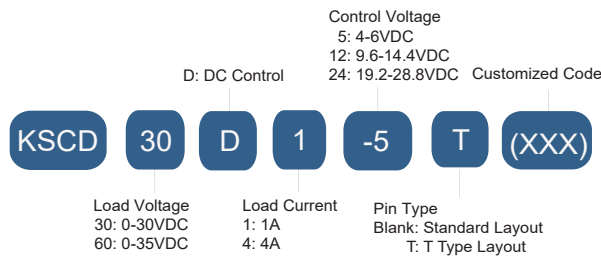 Control Voltage
5: 4-6VDC
12: 9.6-14.4VDC
24: 19.2-28.8VDC
D: DC Control
Customized Code
KSCD 30 D 1 -5 T (XXX)
Load Voltage
30: 0-30VDC
60: 0-35VDC
Load Current
1: 1A
4: 4A
Pin Type
Blank: Standard Layout
T: T Type Layout